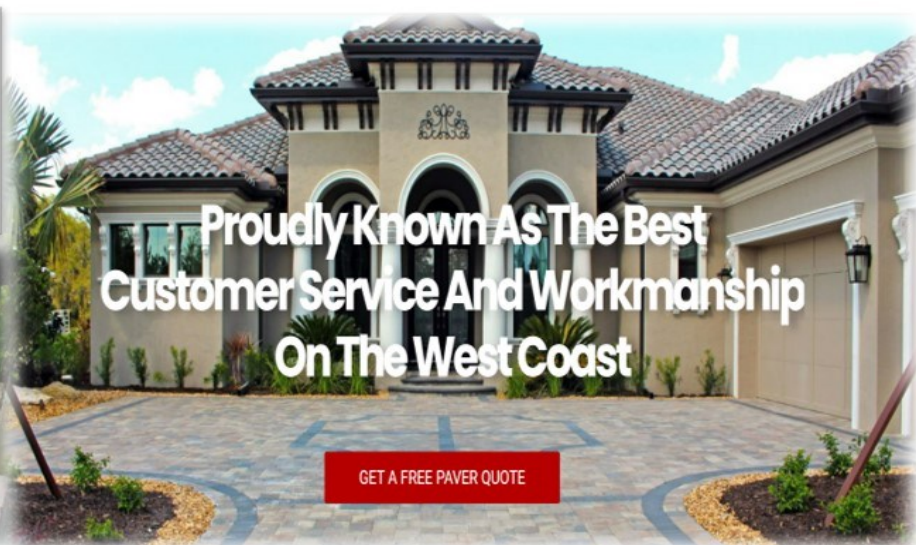 Proudly Known As The Best
Customer Service And Workmanship
On The West Coast
GET A FREE PAVER QUOTE